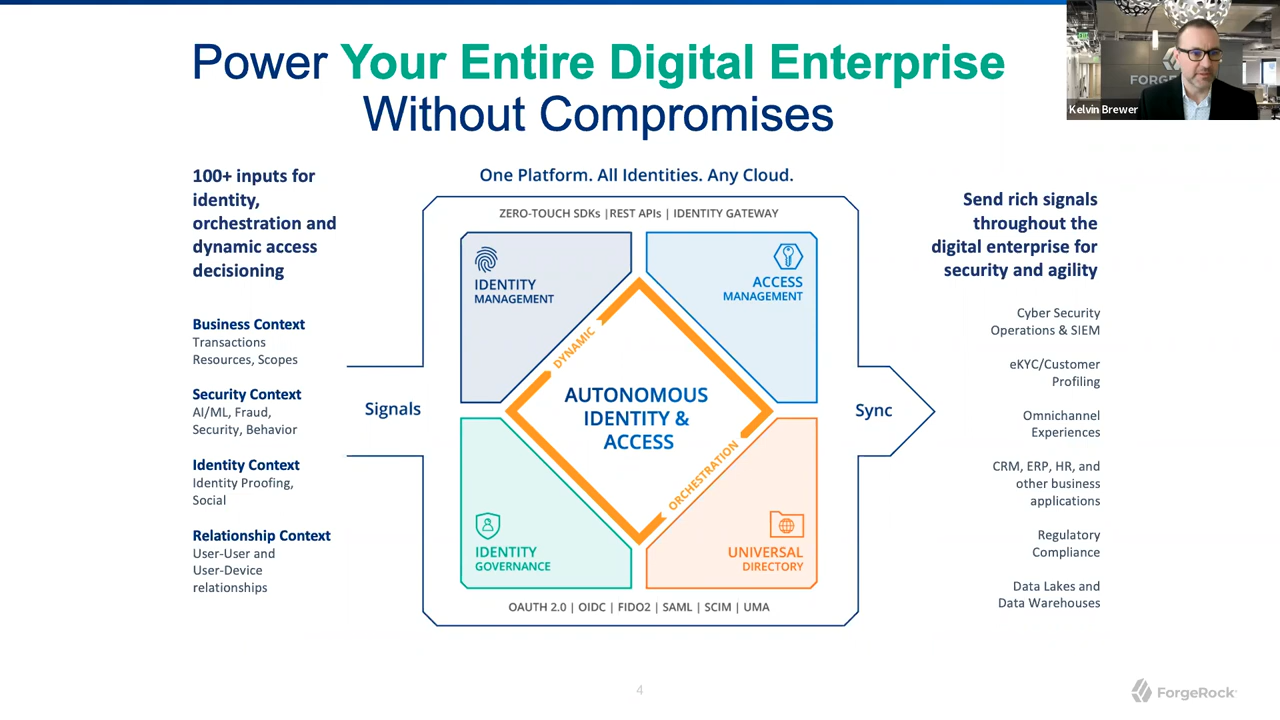 Power Your Entire Digital Enterprise
Without Compromises
Kelvin Brewer
100+ inputs for
identity,
orchestration and
dynamic access
decisioning
Business Context
Transactions
Resources, Scopes
Security Context
AI/ML, Fraud,
Security, Behavior
Identity Context
Identity Proofing,
Social
Relationship Context
User-User and
User-Device
relationships
One Platform. All Identities. Any Cloud.
ZERO-TOUCH SDKs |REST APIs | IDENTITY GATEWAY
IDENTITY
MANAGEMENT
ACCESS
MANAGEMENT
DYNAMIC
Signals
AUTONOMOUS
IDENTITY &
ACCESS
Sync
ORCHESTRATION
IDENTITY
GOVERNANCE
UNIVERSAL
DIRECTORY
OAUTH 2.0 | OIDC | FIDO2 | SAML | SCIM | UMA
Send rich signals
throughout the
digital enterprise for
security and agility
Cyber Security
Operations & SIEM
eKYC/Customer
Profiling
Omnichannel
Experiences
CRM, ERP, HR, and
other business
applications
Regulatory
Compliance
Data Lakes and
Data Warehouses
4
ForgeRock